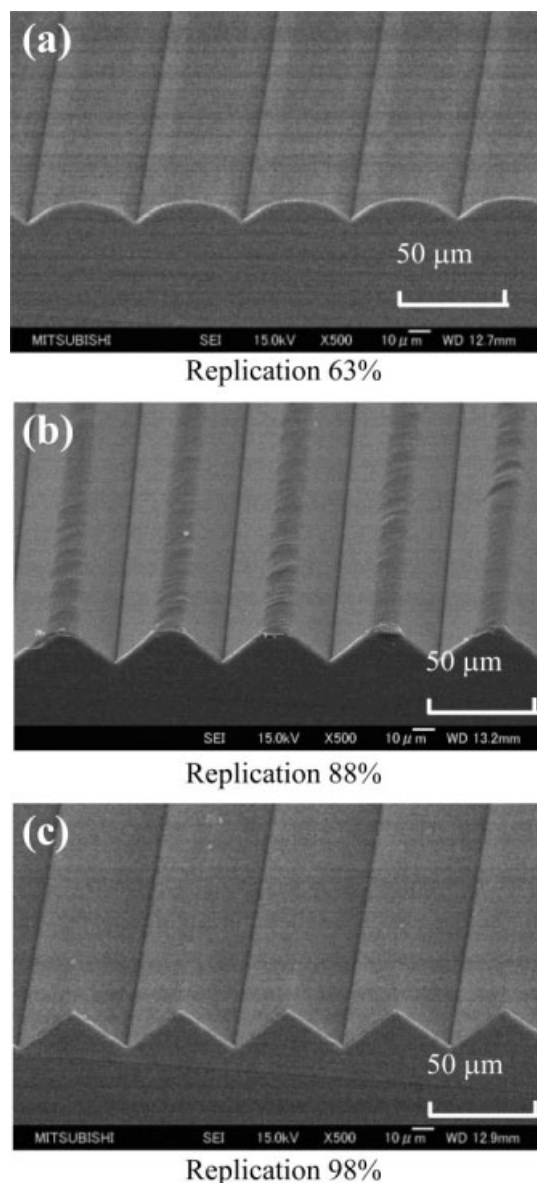 (a)
50 µm
MITSUBISHI SEI 15.0kV X500 10 µm WD 12.7mm
Replication 63%
(b)
50 µm
SEI 15.0kV X500 10 µm WD 13.2mm
Replication 88%
(c)
50 µm
MITSUBISHI SEI 15.0kV X500 10 µm WD 12.9mm
Replication 98%